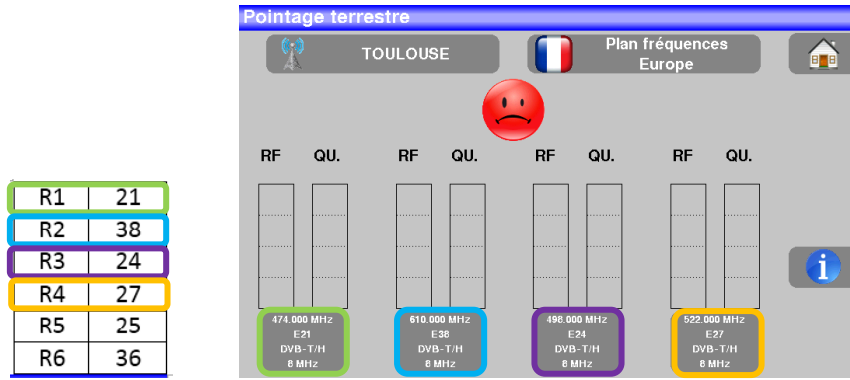 Pointage terrestre
TOULOUSE
Plan fréquences
Europe
RF QU. RF QU. RF QU. RF QU.
R1 21
R2 38
R3 24
R4 27
R5 25
R6 36
474.000 MHz
E21
DVB-T/H
8 MHz
610.000 MHz
E38
DVB-T/H
8 MHz
498.000 MHz
E24
DVB-T/H
8 MHz
522.000 MHz
E27
DVB-T/H
8 MHz
i